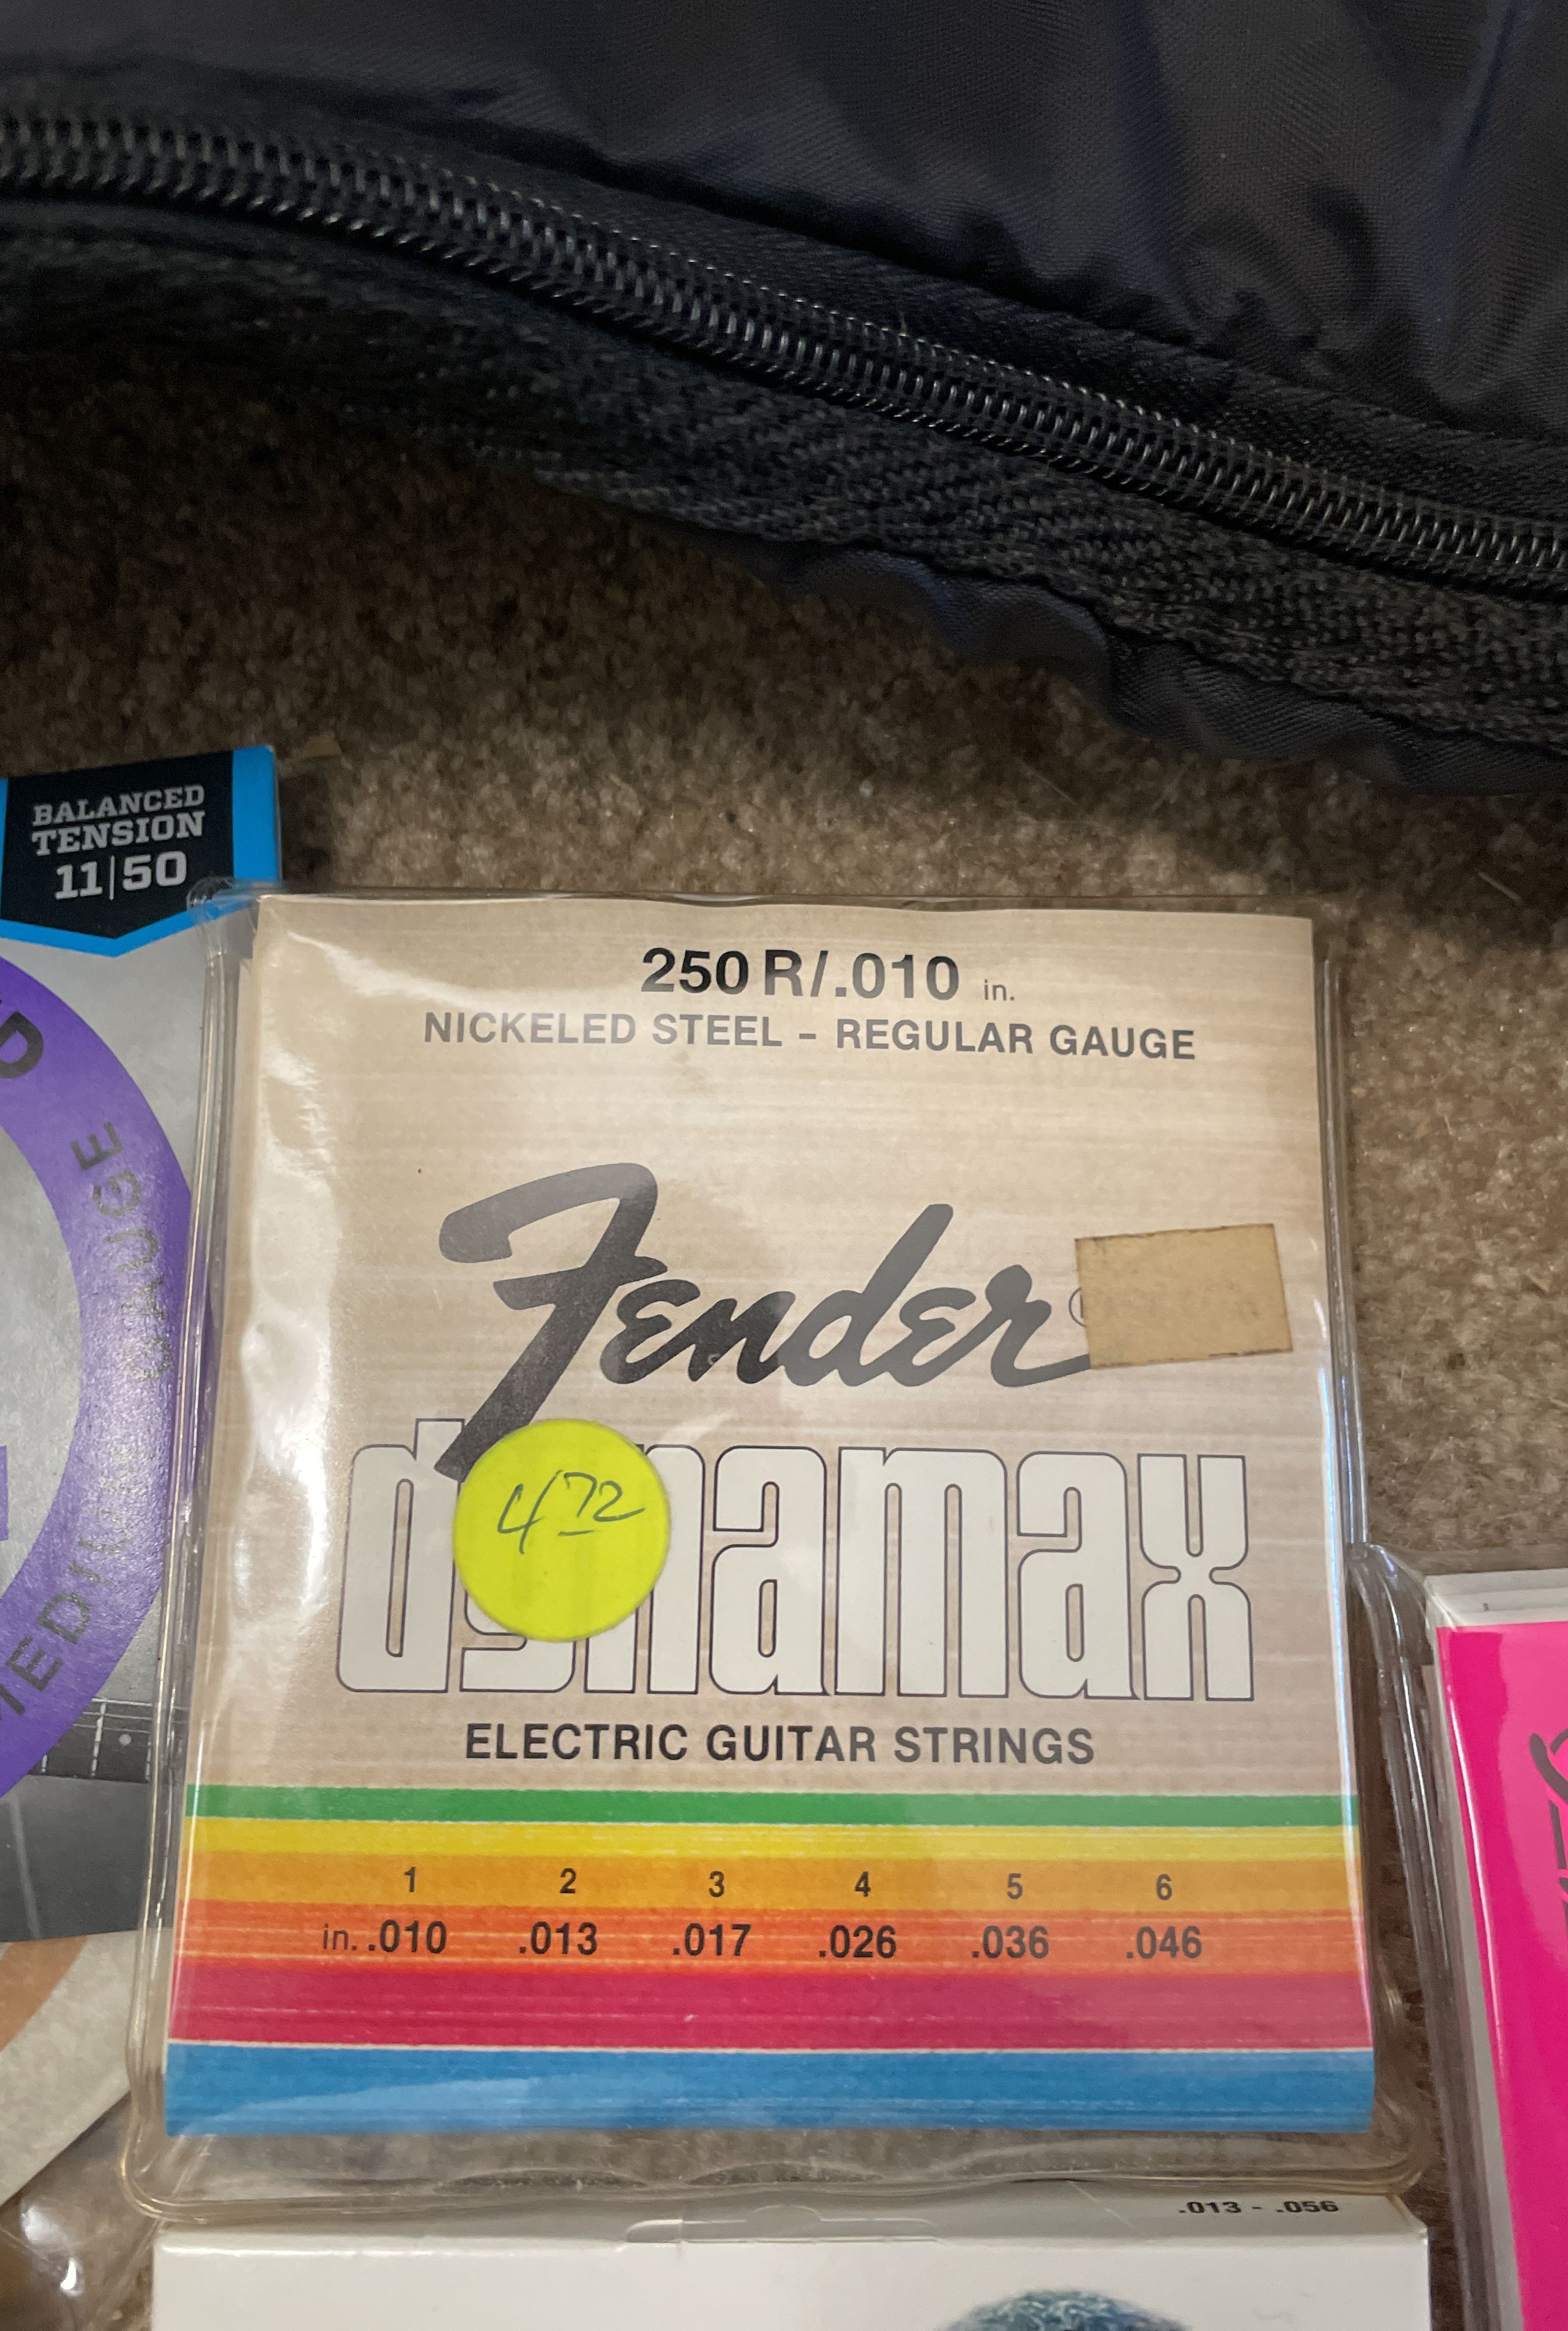 BALANCED
TENSION
11|50
MEDIUM GAUGE
250 R/.010 in.
NICKELED STEEL – REGULAR GAUGE
Fender
dynamax
4 72
ELECTRIC GUITAR STRINGS
1 2 3 4 5 6
in. .010 .013 .017 .026 .036 .046
.013 - .056